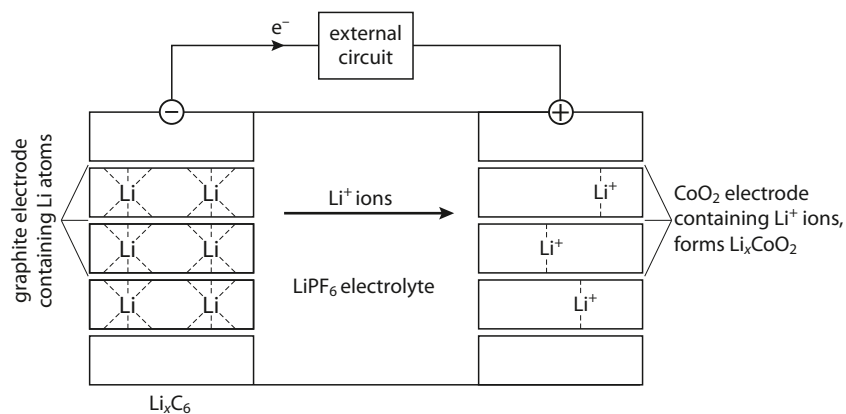 e⁻
external
circuit
−
+
graphite electrode
containing Li atoms
Li
Li
Li
Li
Li
Li
Li⁺ ions
LiPF₆ electrolyte
Li⁺
Li⁺
Li⁺
CoO₂ electrode
containing Li⁺ ions,
forms LiₓCoO₂
LiₓC₆